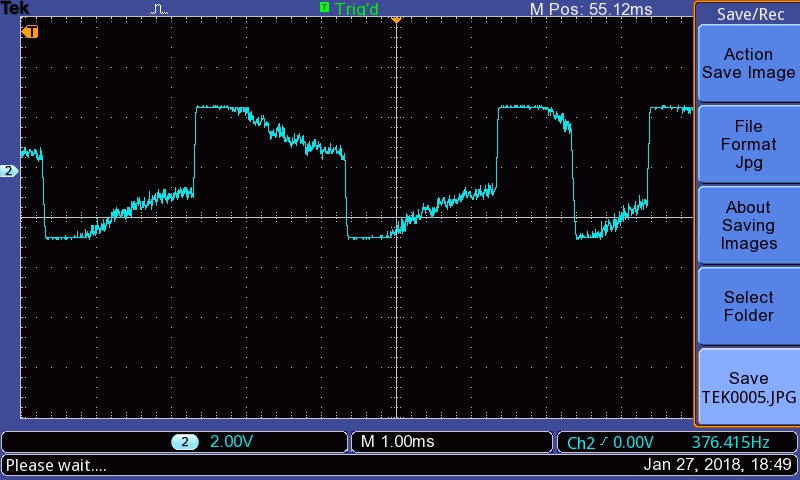 Tek
T Trig'd
M Pos: 55.12ms
Save/Rec
T
Action
Save Image
File
Format
Jpg
2
About
Saving
Images
Select
Folder
Save
TEK0005.JPG
2 2.00V
M 1.00ms
Ch2 0.00V
376.415Hz
Please wait....
Jan 27, 2018, 18:49